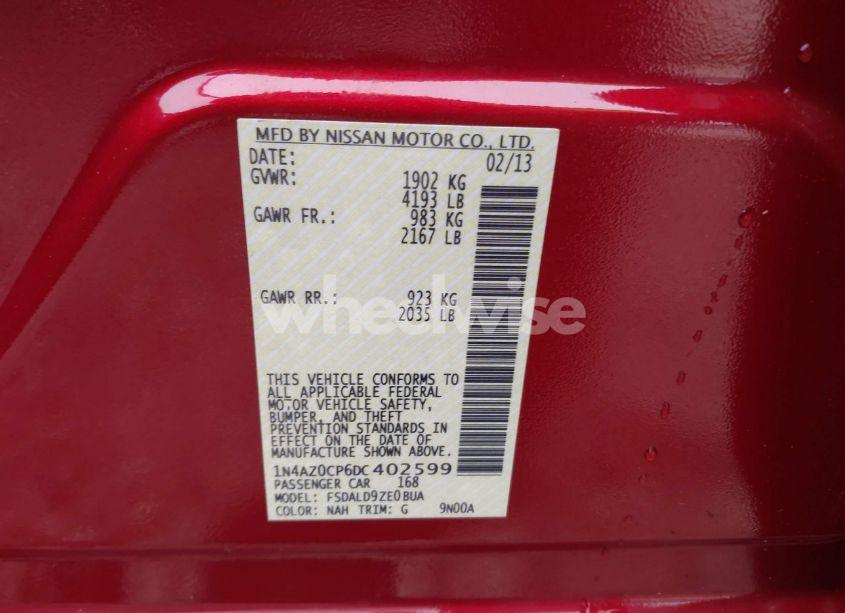 MFD BY NISSAN MOTOR CO., LTD.
DATE: 02/13
GVWR: 1902 KG
4193 LB
GAWR FR.: 983 KG
2167 LB
GAWR RR.: 923 KG
2035 LB
wheelwise
THIS VEHICLE CONFORMS TO
ALL APPLICABLE FEDERAL
MOTOR VEHICLE SAFETY,
BUMPER, AND THEFT
PREVENTION STANDARDS IN
EFFECT ON THE DATE OF
MANUFACTURE SHOWN ABOVE.
1N4AZ0CP6DC402599
PASSENGER CAR 168
MODEL: FSDALD9ZE0BUA
COLOR: NAH TRIM: G 9N00A